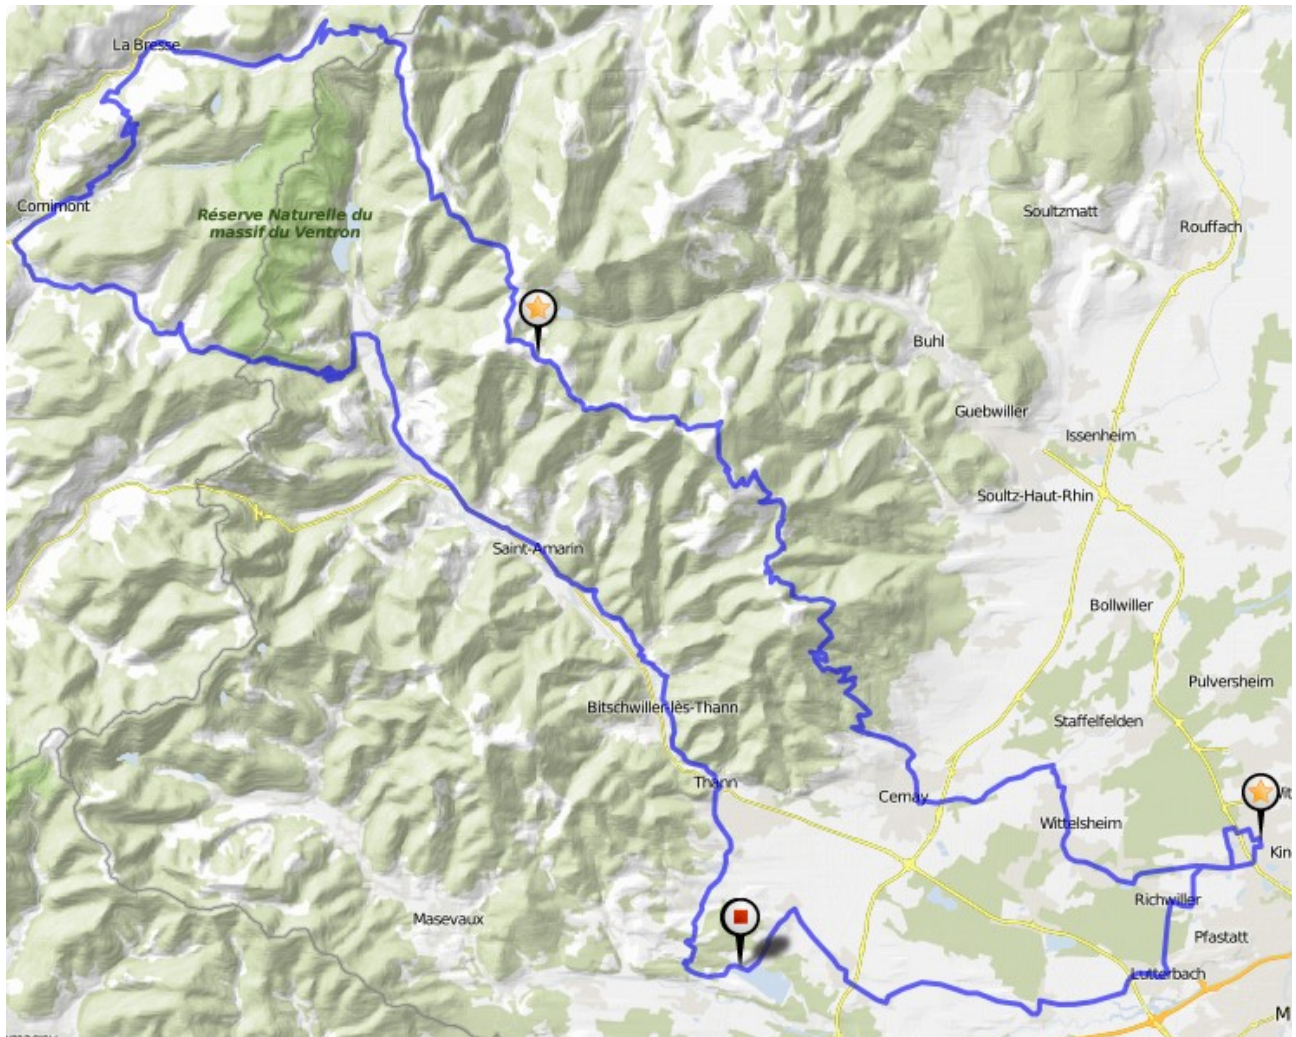 La Bresse
Cornimont
Réserve Naturelle du
massif du Ventron
Soultzmatt
Rouffach
Buhl
Guebwiller
Issenheim
Soultz-Haut-Rhin
Saint-Amarin
Bollwiller
Pulversheim
Bitschwiller-lès-Thann
Staffelfelden
Thann
Cernay
Wittelsheim
Kin
Richwiller
Masevaux
Pfastatt
Lutterbach
M